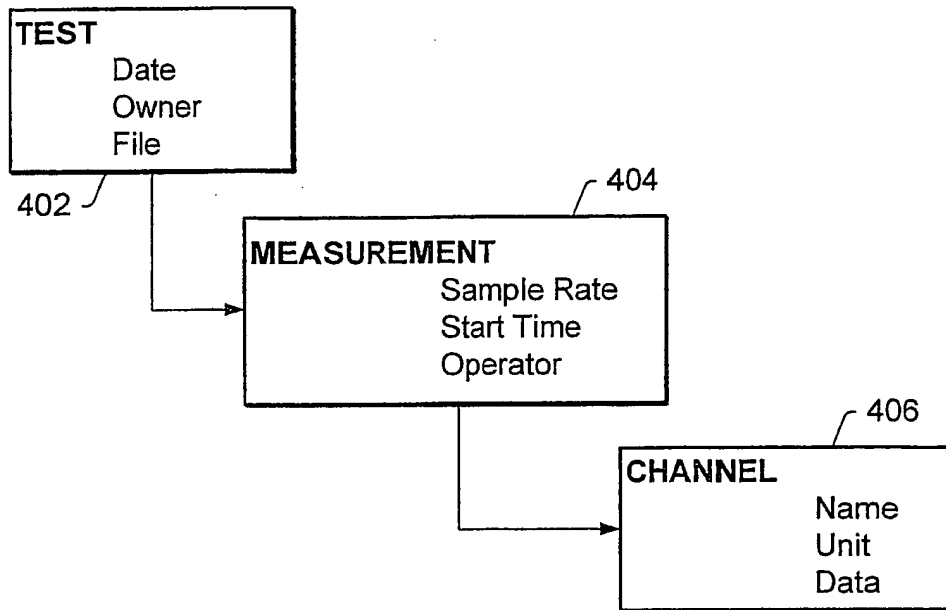 TEST
Date
Owner
File
402
404
MEASUREMENT
Sample Rate
Start Time
Operator
406
CHANNEL
Name
Unit
Data